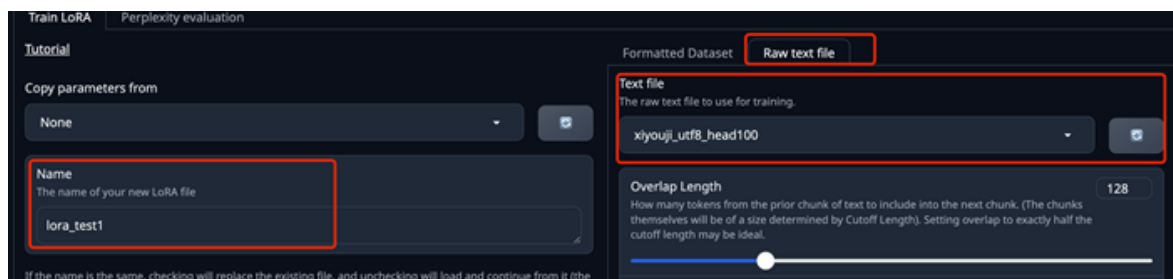 Train LoRA
Perplexity evaluation
Tutorial
Copy parameters from
None
Name
The name of your new LoRA file
lora_test1
If the name is the same, checking will replace the existing file, and unchecking will load and continue from it (the
Formatted Dataset
Raw text file
Text file
The raw text file to use for training.
xiyouji_utf8_head100
Overlap Length
128
How many tokens from the prior chunk of text to include into the next chunk. (The chunks
themselves will be of a size determined by Cutoff Length). Setting overlap to exactly half the
cutoff length may be ideal.